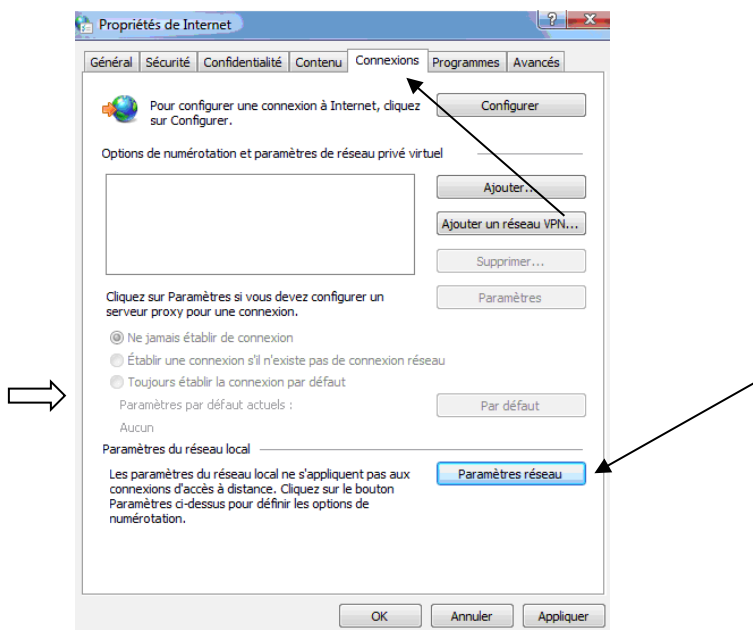 Propriétés de Internet
Général Sécurité Confidentialité Contenu Connexions Programmes Avancés
Pour configurer une connexion à Internet, cliquez
sur Configurer.
Configurer
Options de numérotation et paramètres de réseau privé virtuel
Ajouter...
Ajouter un réseau VPN...
Supprimer...
Cliquez sur Paramètres si vous devez configurer un
serveur proxy pour une connexion.
Paramètres
Ne jamais établir de connexion
Établir une connexion s'il n'existe pas de connexion réseau
Toujours établir la connexion par défaut
Paramètres par défaut actuels :
Par défaut
Aucun
Paramètres du réseau local
Les paramètres du réseau local ne s'appliquent pas aux
connexions d'accès à distance. Cliquez sur le bouton
Paramètres ci-dessus pour définir les options de
numérotation.
Paramètres réseau
OK Annuler Appliquer